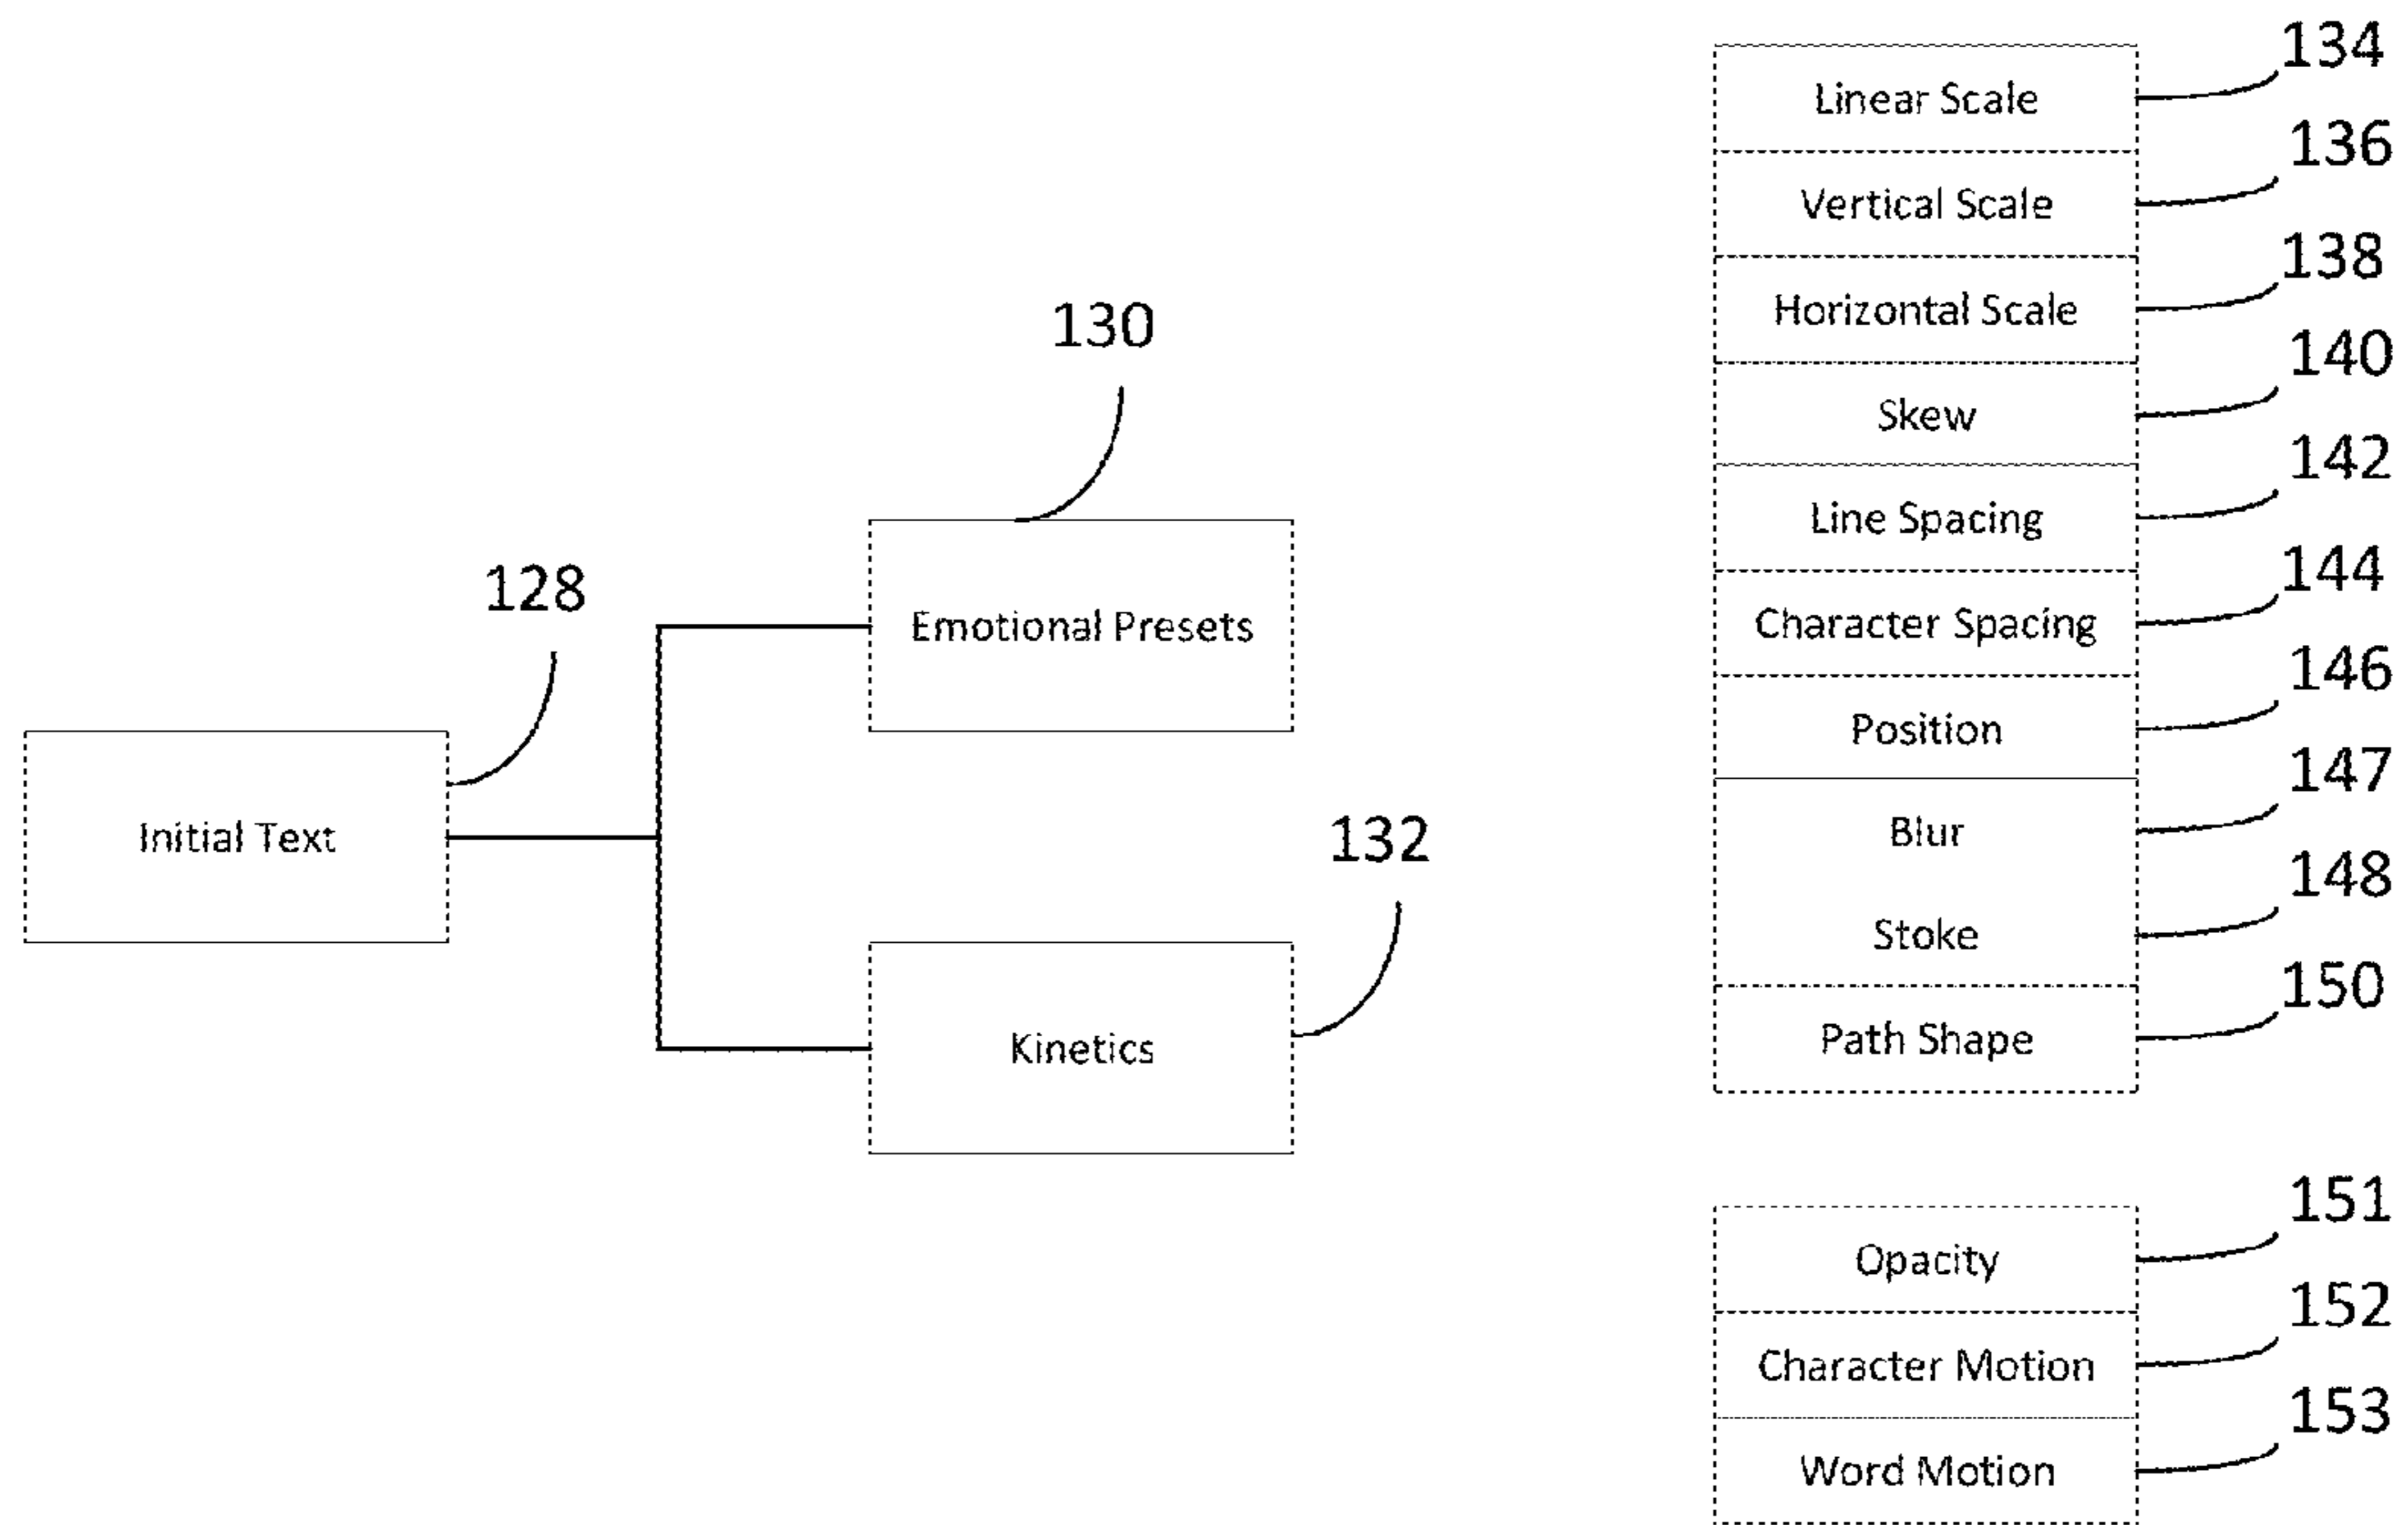 128
Initial Text
130
Emotional Presets
132
Kinetics
134
Linear Scale
136
Vertical Scale
138
Horizontal Scale
140
Skew
142
Line Spacing
144
Character Spacing
146
Position
147
Blur
148
Stoke
150
Path Shape
151
Opacity
152
Character Motion
153
Word Motion